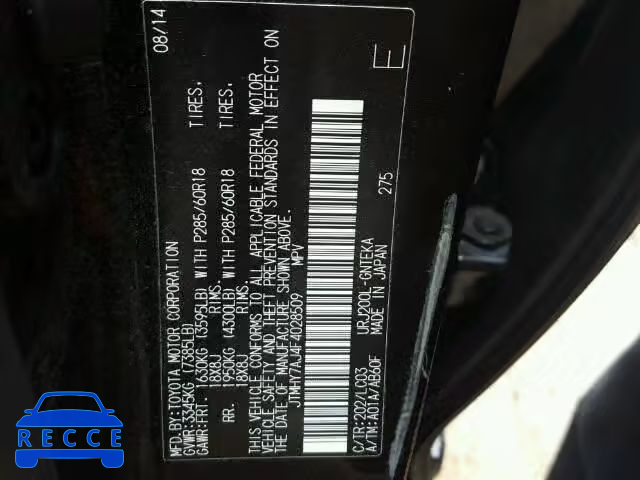 MFD.BY:TOYOTA MOTOR CORPORATION 08/14
GVWR:3345KG (7385LB)
GAWR:FRT. 1630KG (3595LB) WITH P285/60R18 TIRES,
18X8J RIMS,
RR. 1950KG (4300LB) WITH P285/60R18 TIRES,
18X8J RIMS,
THIS VEHICLE CONFORMS TO ALL APPLICABLE FEDERAL MOTOR
VEHICLE SAFETY AND THEFT PREVENTION STANDARDS IN EFFECT ON
THE DATE OF MANUFACTURE SHOWN ABOVE.
JTMHY7AJ4F4028509 MPV
C/TR:202/LC03 URJ200L-GNTEKA 275
A/TM:A01A/AB60F MADE IN JAPAN
E
RECCE